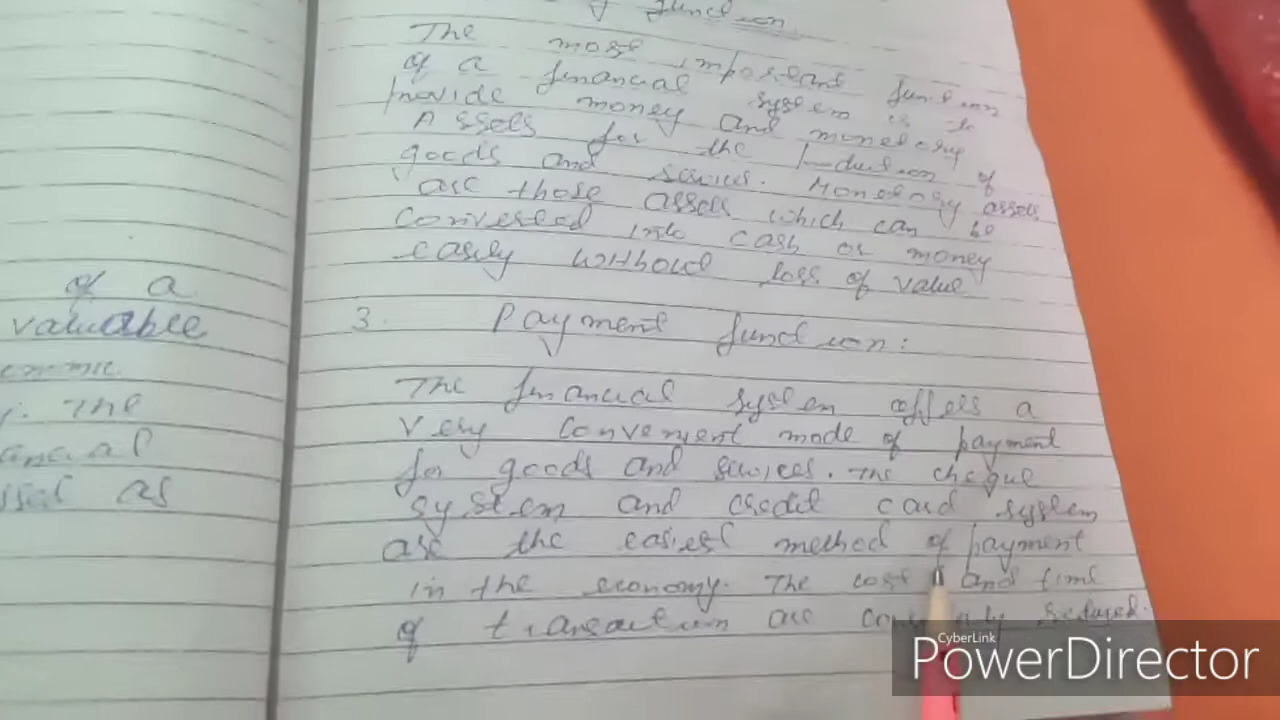 function
The most important function
of a financial system is to
provide money and monetary
Assets for the Production of
goods and services. Monetary assets
are those assets which can be
Converted into cash or money
easily without loss of value
3. Payment function:
The financial system offers a
very convenient mode of payment
for goods and services. The cheque
system and credit card system
are the easiest method of payment
in the economy. The cost and time
of transaction are reduced.
of a
valuable
The
as
CyberLink
PowerDirector